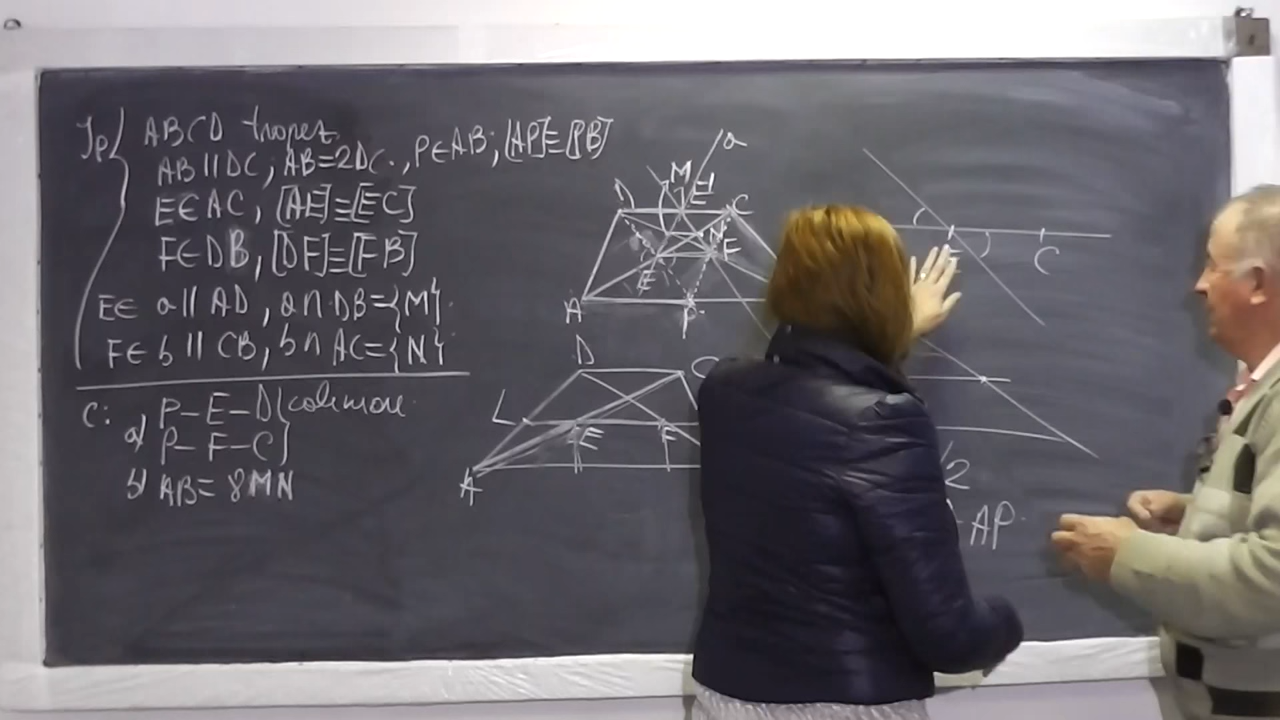 Ip ABCD trapez
AB || DC; AB=2DC., P∈AB; [AP]≡[PB]
E∈AC, [AE]≡[EC]
F∈DB, [DF]≡[FB]
E∈ a || AD, a∩DB={M}
F∈ b || CB, b∩AC={N}
C: a) P-E-D coliniare
a) P-F-C
b) AB=8MN
a
D M E' C
N F
E
A P
D C
L E F
A
C
/2
AP